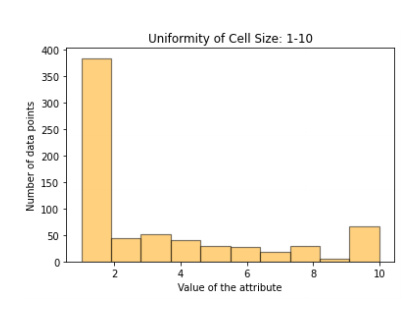 Uniformity of Cell Size: 1-10
Number of data points
400
350
300
250
200
150
100
50
0
2 4 6 8 10
Value of the attribute